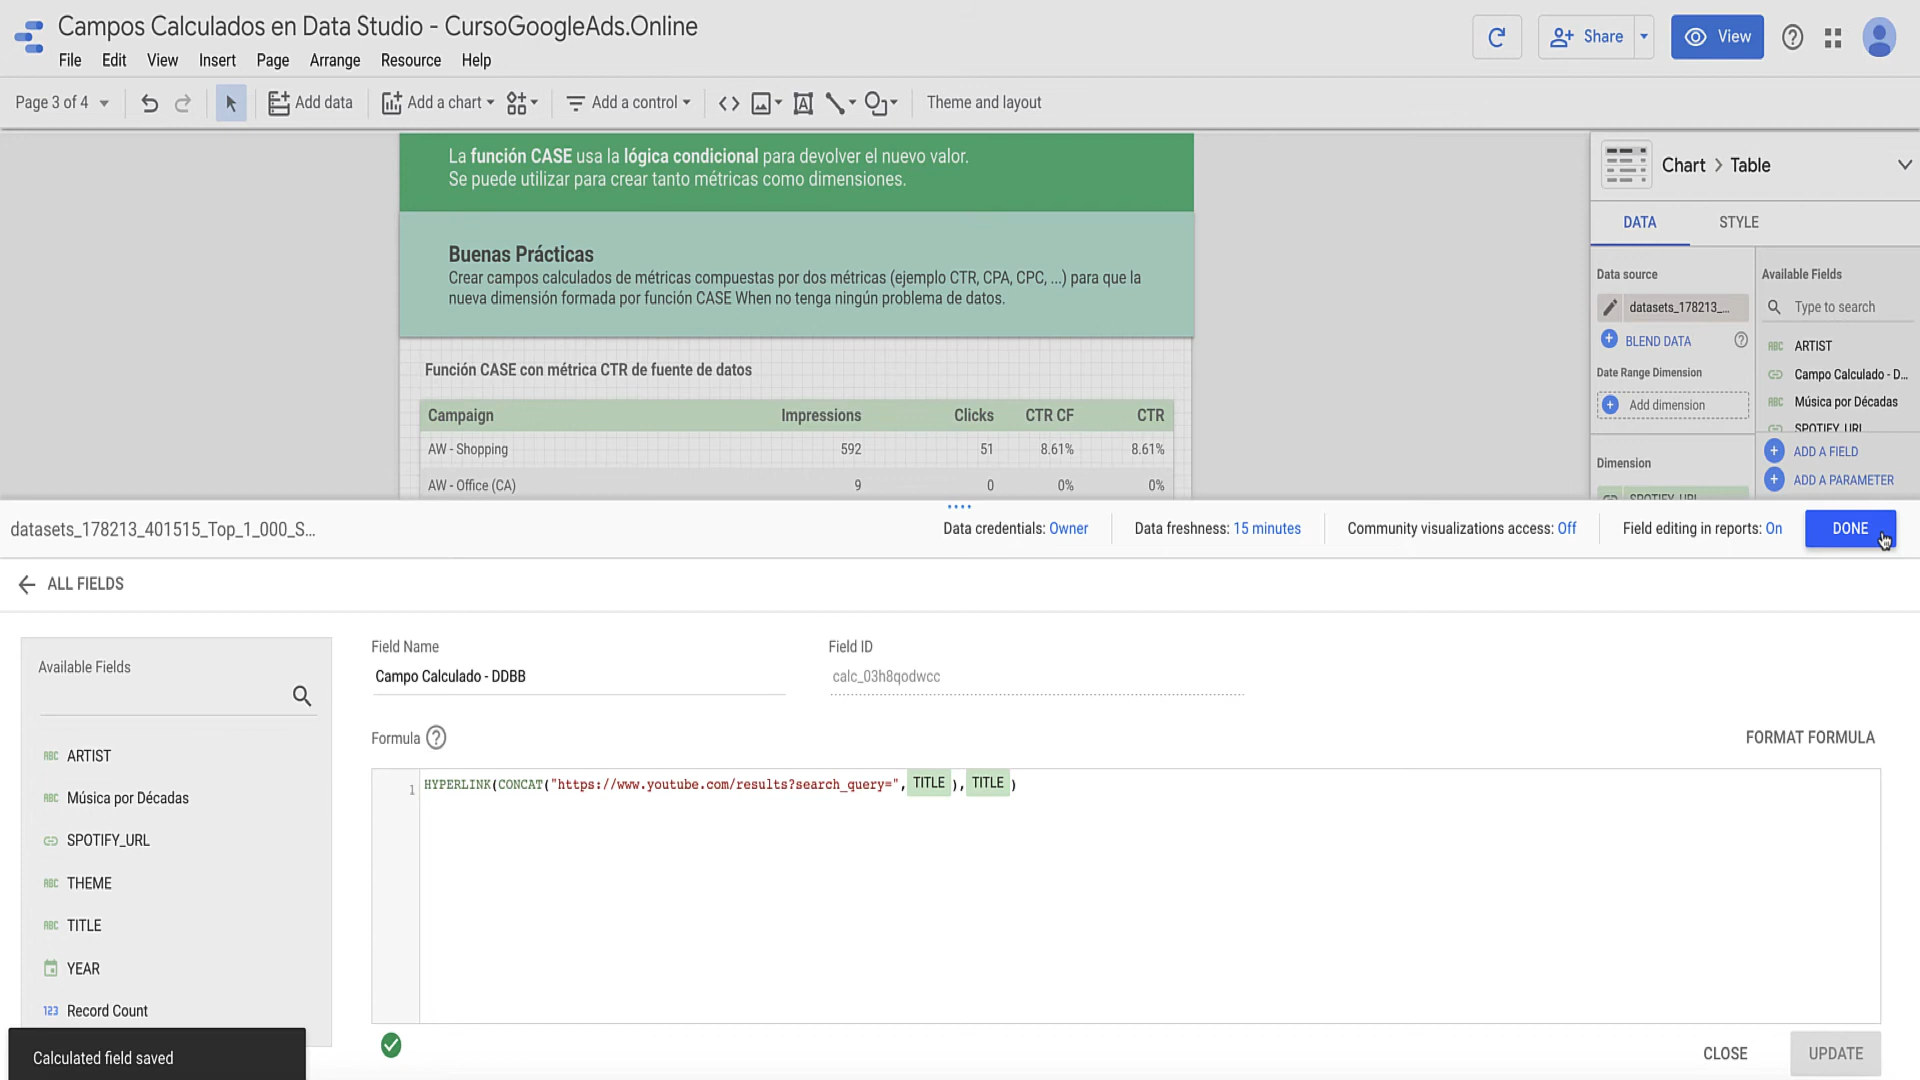 Campos Calculados en Data Studio - CursoGoogleAds.Online
File Edit View Insert Page Arrange Resource Help
Share
View
Page 3 of 4
Add data
Add a chart
Add a control
Theme and layout
La función CASE usa la lógica condicional para devolver el nuevo valor.
Se puede utilizar para crear tanto métricas como dimensiones.
Buenas Prácticas
Crear campos calculados de métricas compuestas por dos métricas (ejemplo CTR, CPA, CPC, ...) para que la
nueva dimensión formada por función CASE When no tenga ningún problema de datos.
Función CASE con métrica CTR de fuente de datos
Campaign Impressions Clicks CTR CF CTR
AW - Shopping 592 51 8.61% 8.61%
AW - Office (CA) 9 0 0% 0%
Chart > Table
DATA STYLE
Data source
datasets_178213_...
BLEND DATA
Date Range Dimension
Add dimension
Dimension
SPOTIFY_URL
Available Fields
Type to search
ABC ARTIST
Campo Calculado - D...
ABC Música por Décadas
SPOTIFY_URL
ADD A FIELD
ADD A PARAMETER
datasets_178213_401515_Top_1_000_S...
Data credentials: Owner
Data freshness: 15 minutes
Community visualizations access: Off
Field editing in reports: On
DONE
ALL FIELDS
Available Fields
ABC ARTIST
ABC Música por Décadas
SPOTIFY_URL
ABC THEME
ABC TITLE
YEAR
123 Record Count
Field Name
Campo Calculado - DDBB
Field ID
calc_03h8qodwcc
Formula
FORMAT FORMULA
1 HYPERLINK(CONCAT("https://www.youtube.com/results?search_query=", TITLE ), TITLE )
Calculated field saved
CLOSE
UPDATE